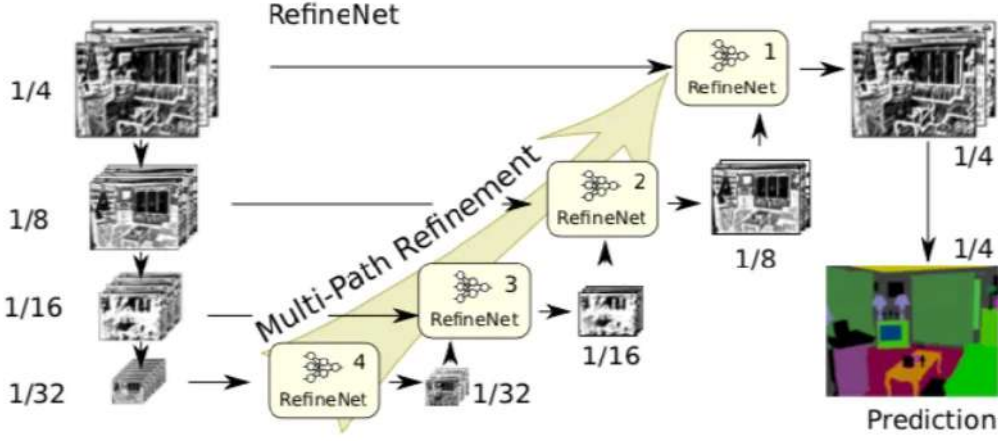 RefineNet
1/4
1
RefineNet
1/4
1/8
2
RefineNet
1/8
1/4
Multi-Path Refinement
1/16
3
RefineNet
1/16
1/32
4
RefineNet
1/32
Prediction